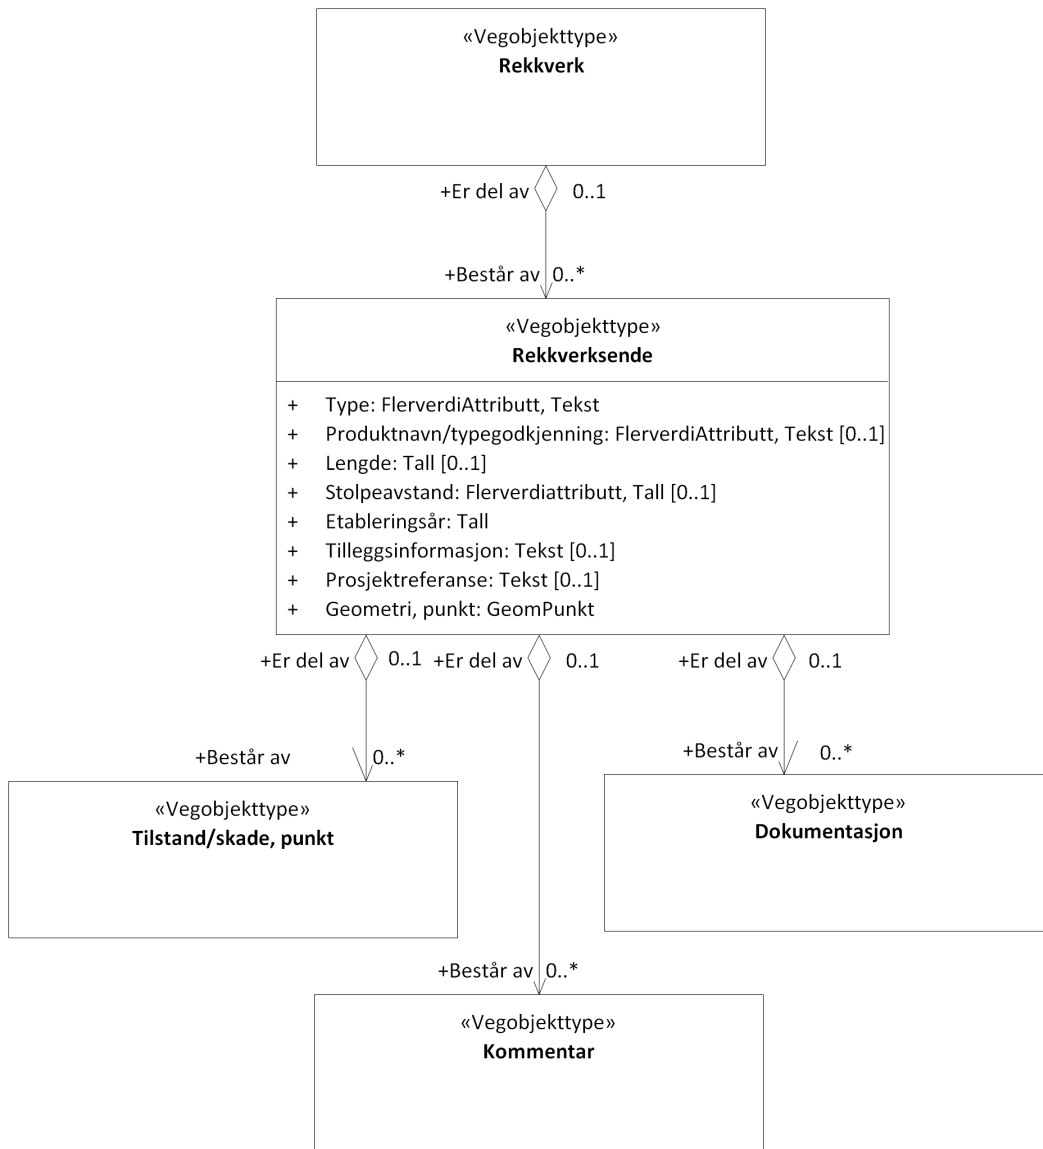 «Vegobjekttype»
Rekkverk
+Er del av 0..1
+Består av 0..*
«Vegobjekttype»
Rekkverksende
+ Type: FlerverdiAttributt, Tekst
+ Produktnavn/typegodkjenning: FlerverdiAttributt, Tekst [0..1]
+ Lengde: Tall [0..1]
+ Stolpeavstand: Flerverdiattributt, Tall [0..1]
+ Etableringsår: Tall
+ Tilleggsinformasjon: Tekst [0..1]
+ Prosjektreferanse: Tekst [0..1]
+ Geometri, punkt: GeomPunkt
+Er del av 0..1 +Er del av 0..1 +Er del av 0..1
+Består av 0..* +Består av 0..*
«Vegobjekttype»
Tilstand/skade, punkt
«Vegobjekttype»
Dokumentasjon
+Består av 0..*
«Vegobjekttype»
Kommentar